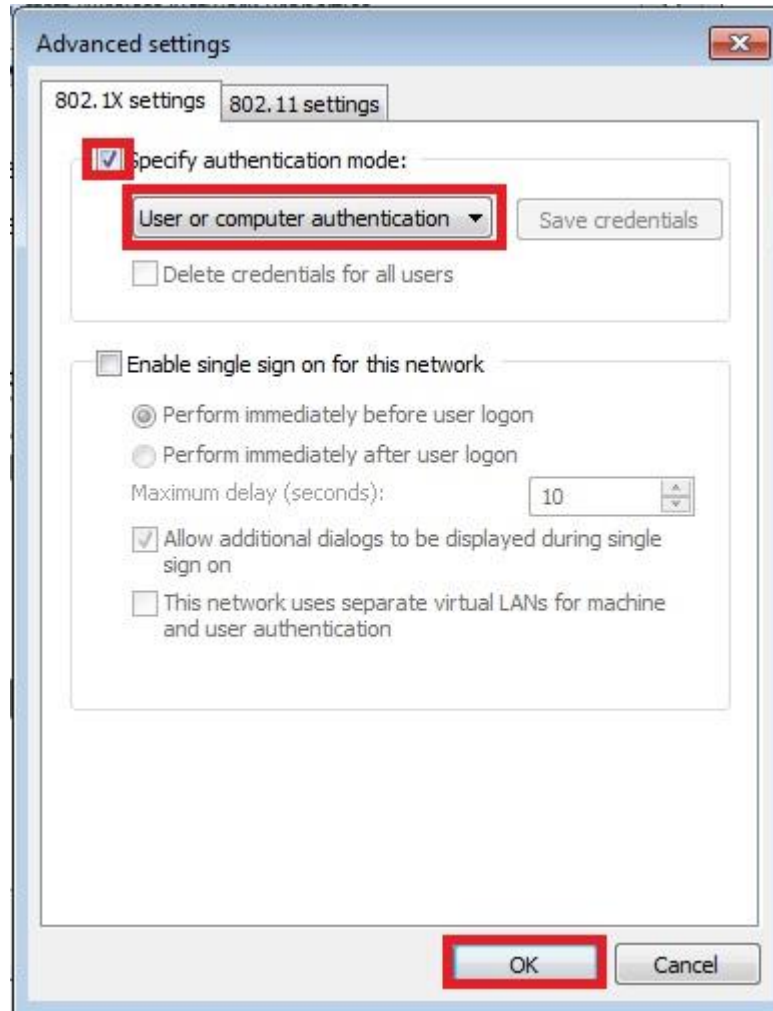 Advanced settings
802.1X settings 802.11 settings
Specify authentication mode:
User or computer authentication Save credentials
Delete credentials for all users
Enable single sign on for this network
Perform immediately before user logon
Perform immediately after user logon
Maximum delay (seconds): 10
Allow additional dialogs to be displayed during single
sign on
This network uses separate virtual LANs for machine
and user authentication
OK Cancel